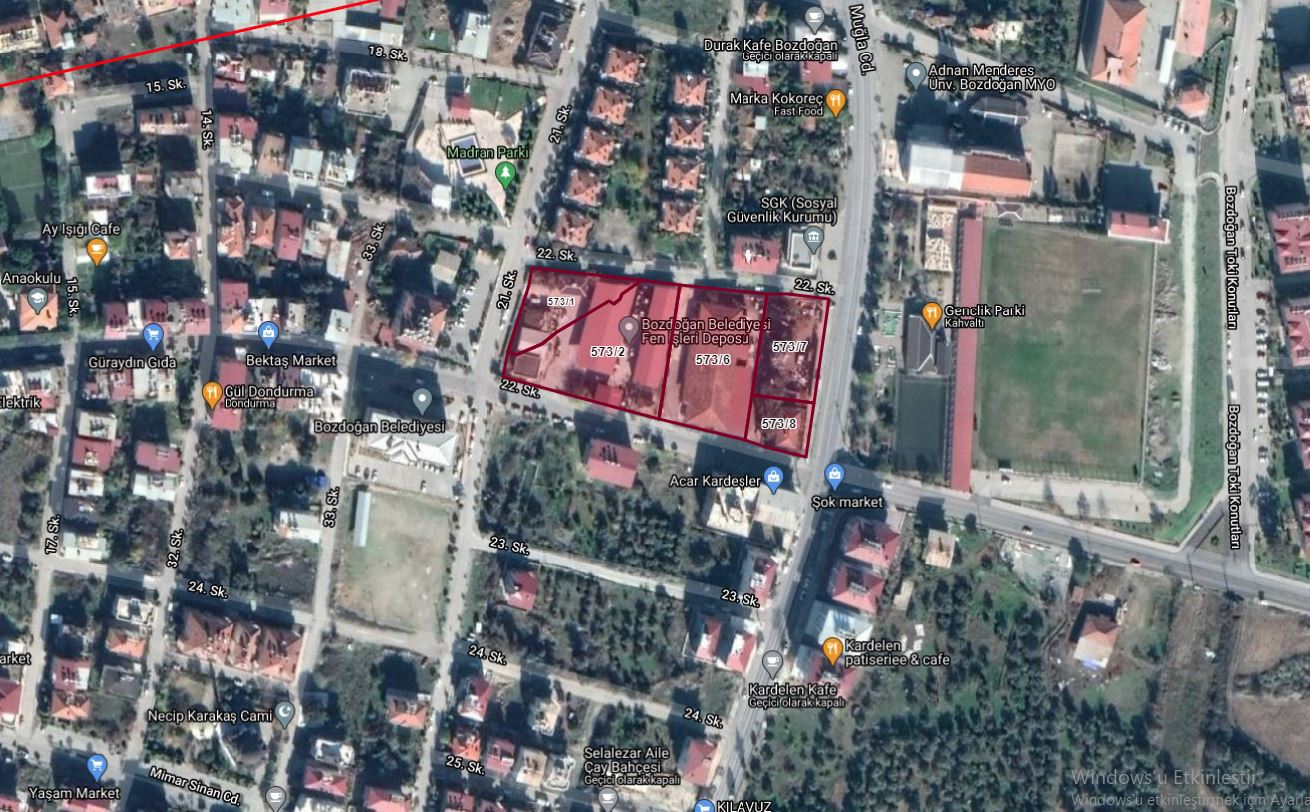 Durak Kafe Bozdoğan
Geçici olarak kapalı
Muğla Cd.
18. Sk.
15. Sk.
14. Sk.
21. Sk.
Adnan Menderes
Ünv. Bozdoğan MYO
Marka Kokoreç
Fast Food
Madran Parkı
SGK (Sosyal
Güvenlik Kurumu)
Ay Işığı Cafe
33. Sk.
22. Sk.
22. Sk.
21. Sk.
Bozdoğan Toki Konutları
Anaokulu
15. Sk.
573/1
Bozdoğan Belediyesi
Fen İşleri Deposu
573/2
573/6
573/7
573/8
Gençlik Parkı
Kahvaltı
Güraydın Gıda
Bektaş Market
22. Sk.
Gül Dondurma
Dondurma
Elektrik
Bozdoğan Belediyesi
Bozdoğan Toki Konutları
Acar Kardeşler
Şok market
17. Sk.
32. Sk.
33. Sk.
23. Sk.
23. Sk.
24. Sk.
24. Sk.
24. Sk.
arket
Kardelen
patiseriee & cafe
Kardelen Kafe
Geçici olarak kapalı
Necip Karakaş Cami
Selalezar Aile
Çay Bahçesi
Geçici olarak kapalı
25. Sk.
Yaşam Market
Mimar Sinan Cd.
KILAVUZ
Windows'u Etkinleştir
Windows'u etkinleştirmek için Ayarl